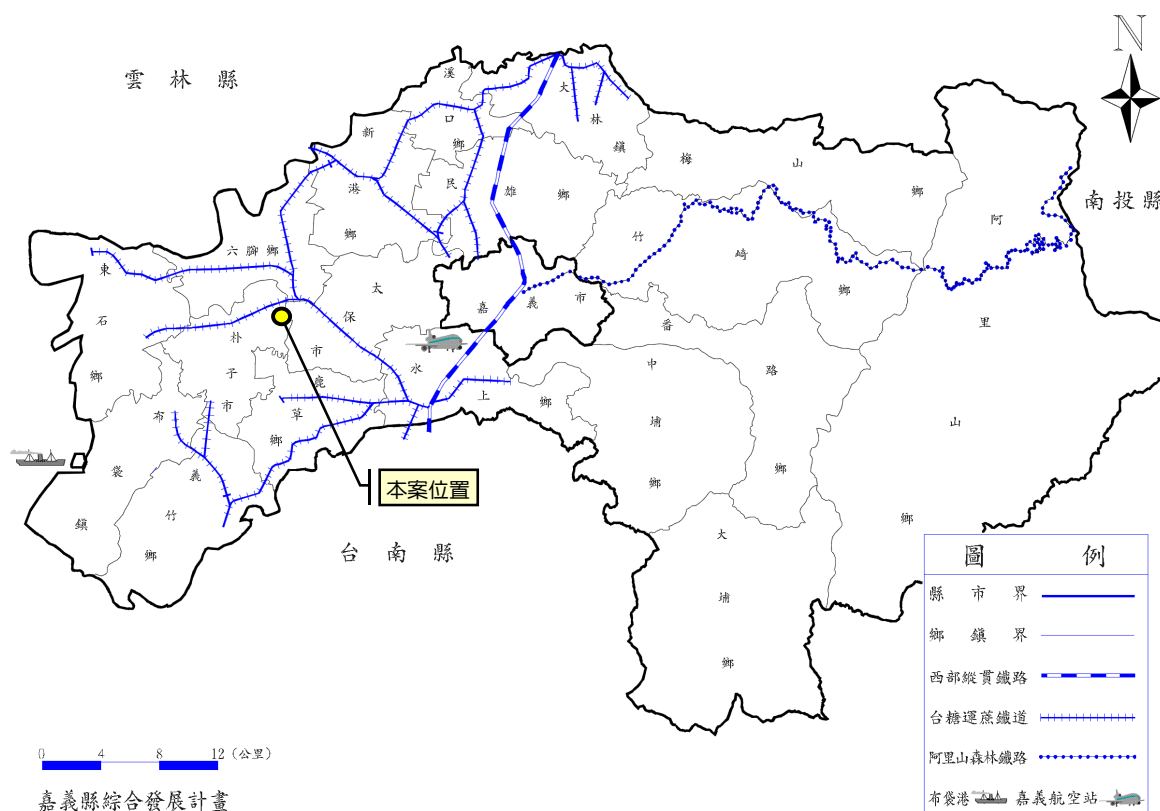 N
雲林縣
南投縣
台南縣
溪口鄉
大林鎮
新港鄉
民雄鄉
梅山鄉
竹崎鄉
阿里山鄉
六腳鄉
東石鄉
太保市
嘉義市
朴子市
水上鄉
番路鄉
中埔鄉
鹿草鄉
布袋鎮
義竹鄉
大埔鄉
本案位置
圖例
縣市界
鄉鎮界
西部縱貫鐵路
台糖運蔗鐵道
阿里山森林鐵路
布袋港 嘉義航空站
0 4 8 12 (公里)
嘉義縣綜合發展計畫